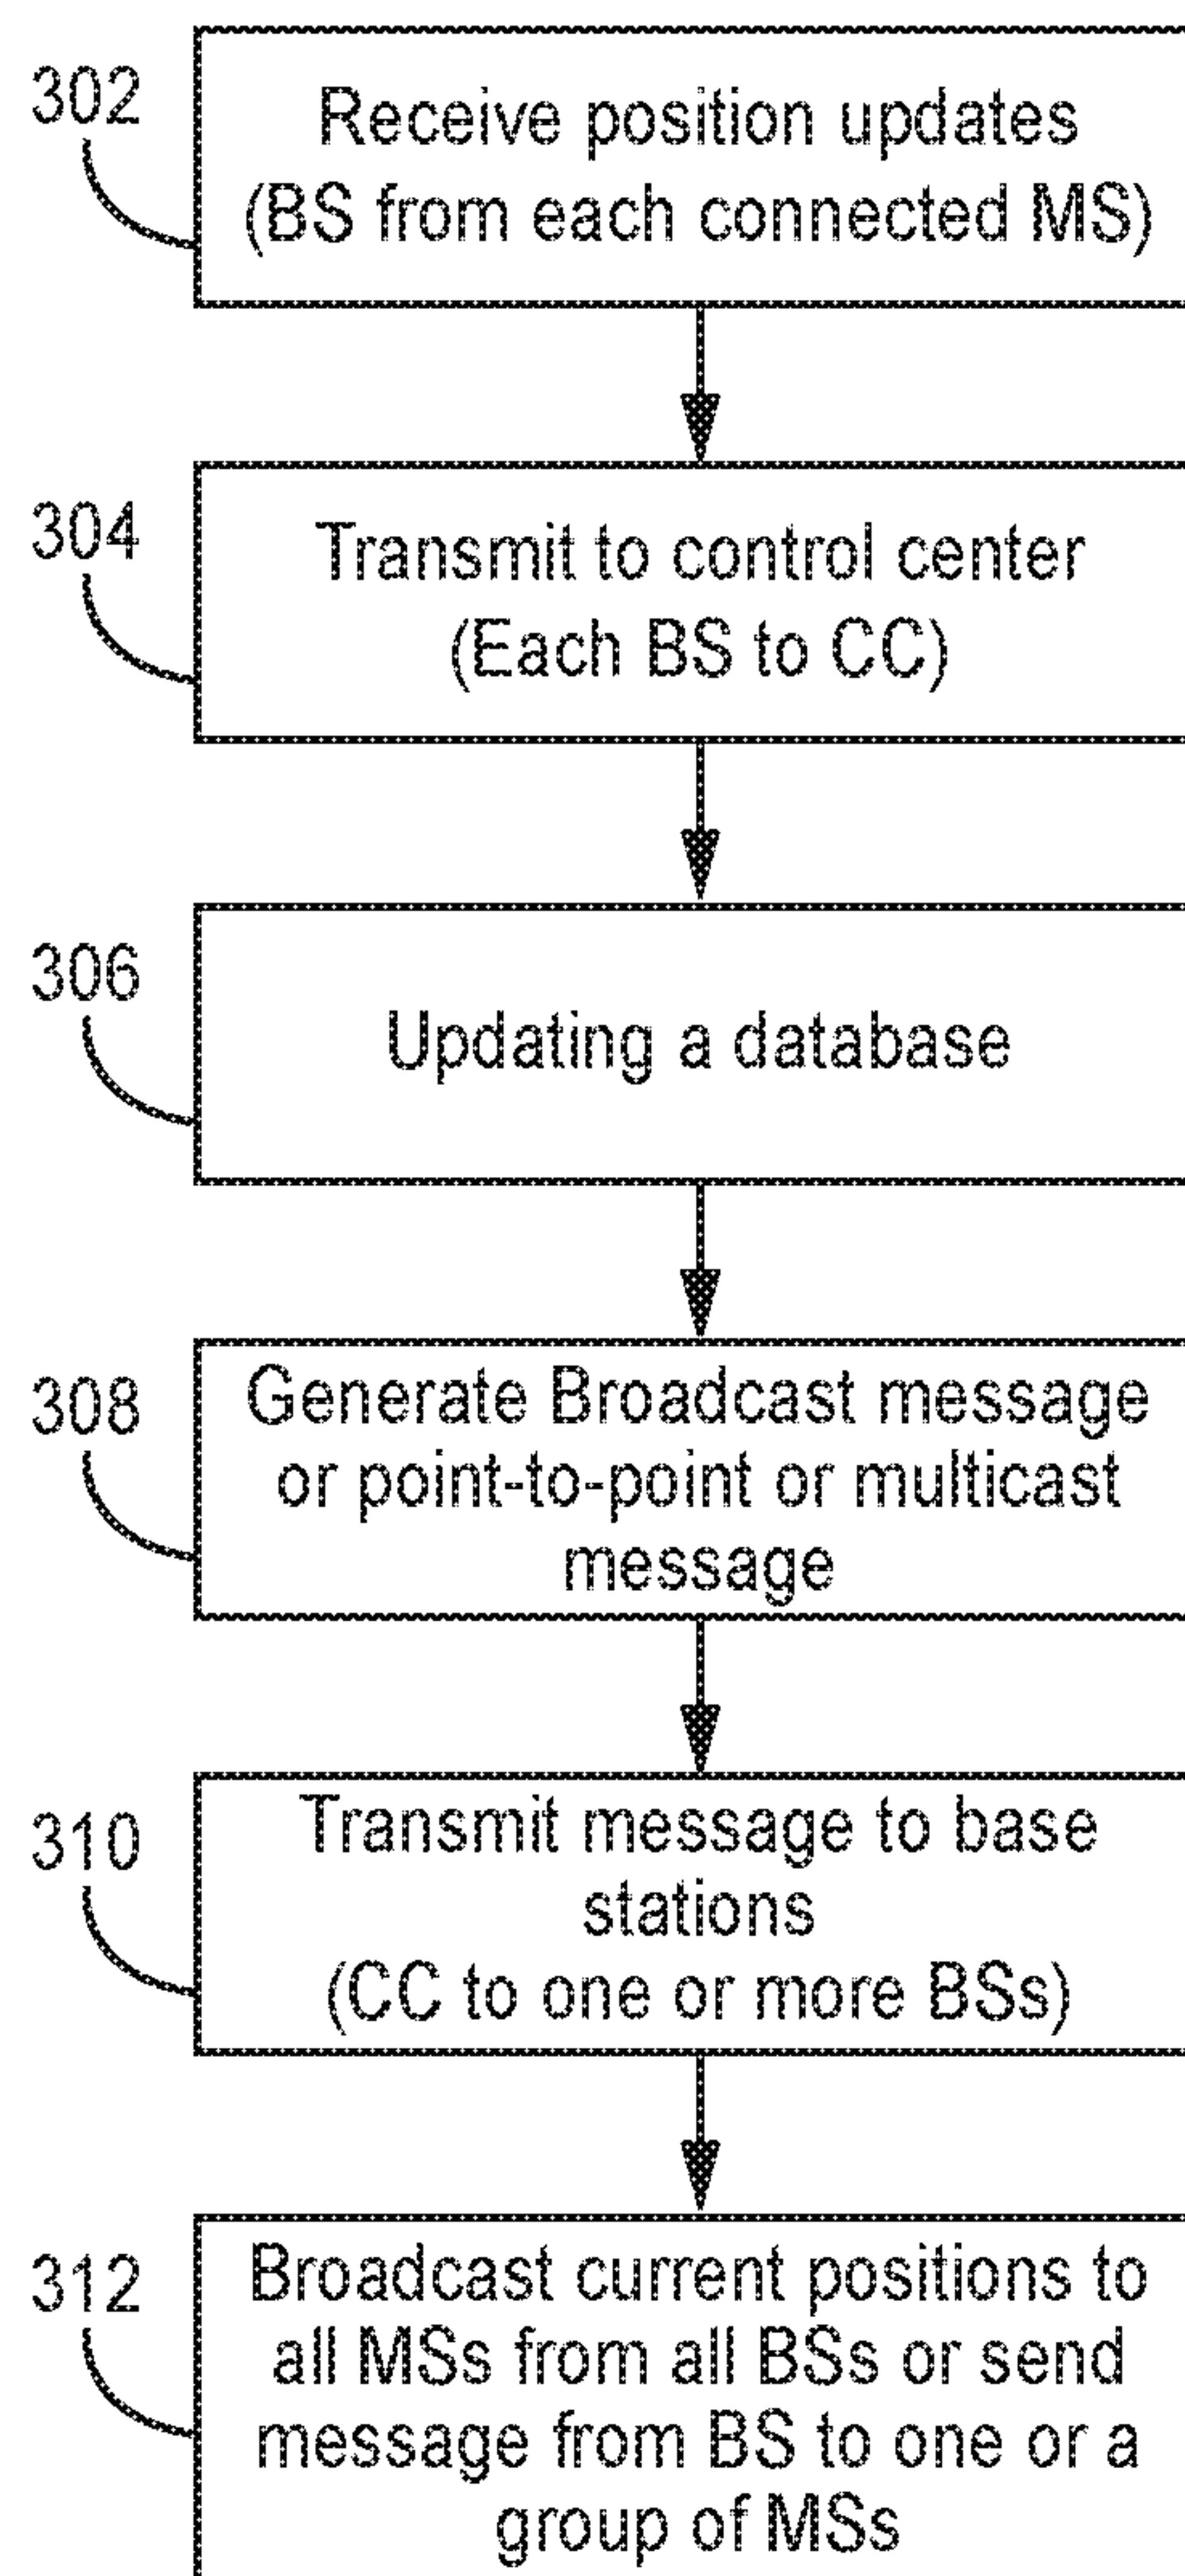 302
Receive position updates
(BS from each connected MS)
304
Transmit to control center
(Each BS to CC)
306
Updating a database
308
Generate Broadcast message
or point-to-point or multicast
message
310
Transmit message to base
stations
(CC to one or more BSs)
312
Broadcast current positions to
all MSs from all BSs or send
message from BS to one or a
group of MSs